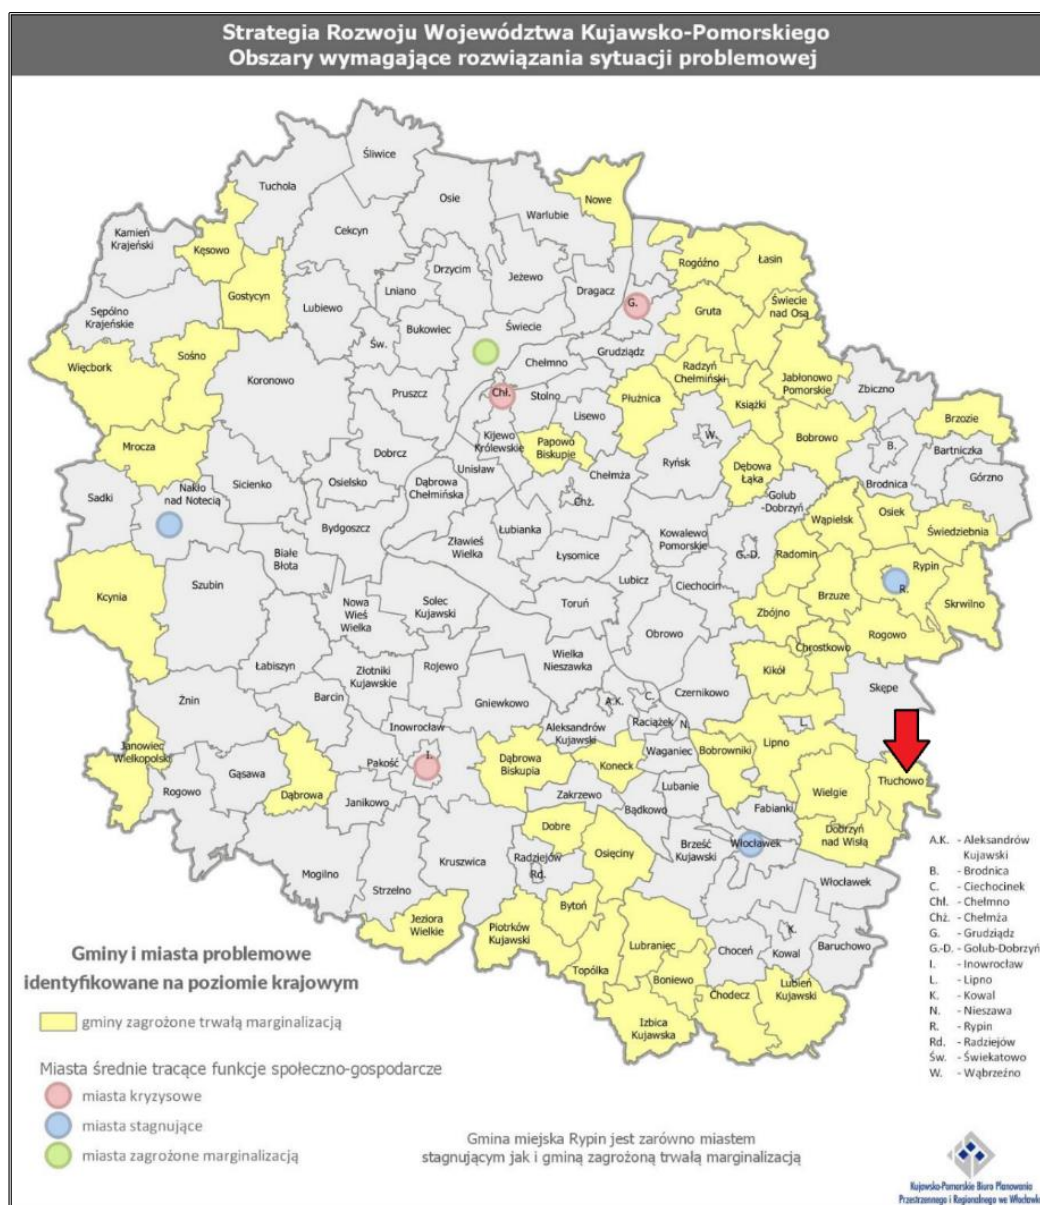 Strategia Rozwoju Województwa Kujawsko-Pomorskiego
Obszary wymagające rozwiązania sytuacji problemowej
Śliwice
Tuchola
Osie
Nowe
Warlubie
Kamień
Krajeński
Cekcyn
Kęsowo
Rogóźno
Łasin
Drzycim
Jeżewo
Gostycyn
Lniano
Dragacz
G.
Świecie
nad Osą
Sępólno
Krajeńskie
Lubiewo
Gruta
Bukowiec
Świecie
Św.
Więcbork
Sośno
Chełmno
Grudziądz
Radzyń
Chełmiński
Koronowo
Jabłonowo
Pomorskie
Zbiczno
Pruszcz
Chł.
Stolno
Płużnica
Książki
Lisewo
Brzozie
Mrocza
Kijewo
Królewskie
Papowo
Biskupie
W.
Bobrowo
B.
Bartniczka
Dobrcz
Unisław
Ryńsk
Dębowa
Łąka
Sadki
Nakło
nad Notecią
Sicienko
Osielsko
Dąbrowa
Chełmińska
Chełmża
Brodnica
Górzno
Chż.
Golub
-Dobrzyń
Osiek
Bydgoszcz
Łubianka
Wąpielsk
Świedziebnia
Zławieś
Wielka
Kowalewo
Pomorskie
Białe
Błota
Łysomice
G.-D.
Radomin
Rypin
R.
Kcynia
Szubin
Lubicz
Ciechocin
Solec
Kujawski
Nowa
Wieś
Wielka
Toruń
Brzuze
Skrwilno
Zbójno
Obrowo
Rogowo
Łabiszyn
Złotniki
Kujawskie
Rojewo
Wielka
Nieszawka
Chrostkowo
Kikół
Żnin
Barcin
Gniewkowo
Czernikowo
Skępe
A.K.
C.
Inowrocław
Aleksandrów
Kujawski
Raciążek
N.
L.
Janowiec
Wielkopolski
Pakość
I.
Dąbrowa
Biskupia
Koneck
Waganiec
Bobrowniki
Lipno
Gąsawa
Tłuchowo
Rogowo
Dąbrowa
Janikowo
Zakrzewo
Lubanie
Wielgie
Bądkowo
Fabianki
Dobre
Dobrzyń
nad Wisłą
Osięciny
Brześć
Kujawski
Włocławek
Radziejów
Rd.
Kruszwica
Mogilno
Strzelno
Włocławek
Bytoń
Jeziora
Wielkie
Piotrków
Kujawski
K.
Lubraniec
Choceń
Kowal
Baruchowo
Topólka
Boniewo
Lubień
Kujawski
Chodecz
Izbica
Kujawska
A.K. - Aleksandrów
Kujawski
B. - Brodnica
C. - Ciechocinek
Chł. - Chełmno
Chż. - Chełmża
G. - Grudziądz
G.-D. - Golub-Dobrzyń
I. - Inowrocław
L. - Lipno
K. - Kowal
N. - Nieszawa
R. - Rypin
Rd. - Radziejów
Św. - Świekatowo
W. - Wąbrzeźno
Gminy i miasta problemowe
identyfikowane na poziomie krajowym
gminy zagrożone trwałą marginalizacją
Miasta średnie tracące funkcje społeczno-gospodarcze
miasta kryzysowe
miasta stagnujące
miasta zagrożone marginalizacją
Gmina miejska Rypin jest zarówno miastem
stagnującym jak i gminą zagrożoną trwałą marginalizacją
Kujawsko-Pomorskie Biuro Planowania
Przestrzennego i Regionalnego we Włocławku